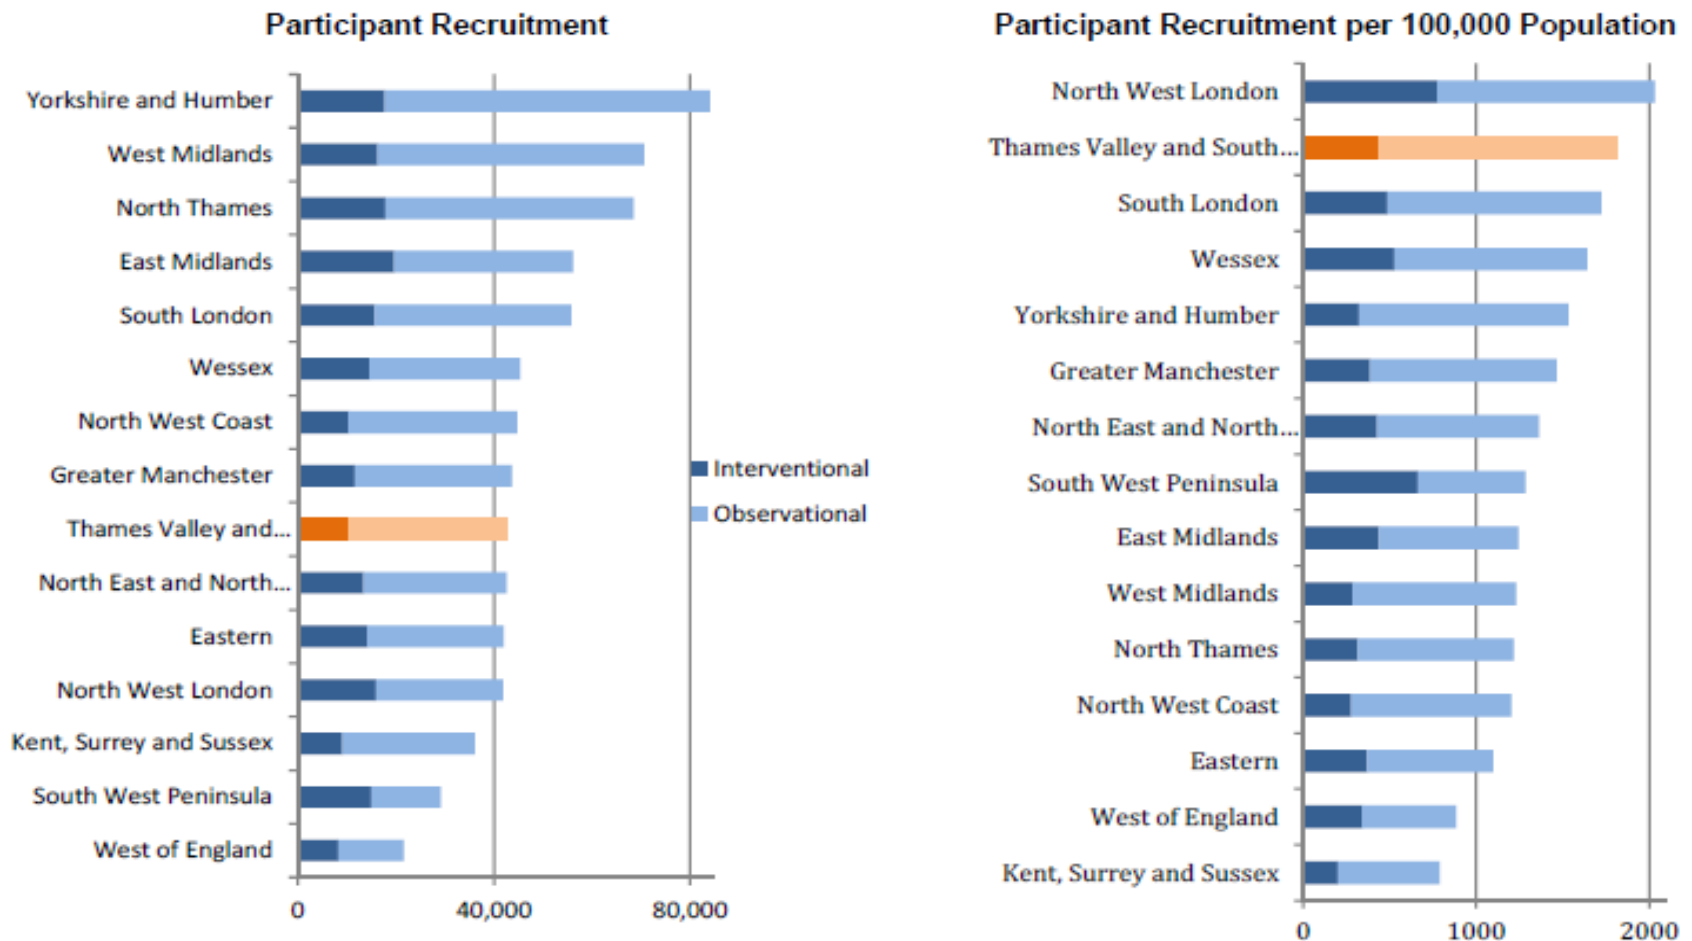 Participant Recruitment
Yorkshire and Humber
West Midlands
North Thames
East Midlands
South London
Wessex
North West Coast
Greater Manchester
Thames Valley and...
North East and North...
Eastern
North West London
Kent, Surrey and Sussex
South West Peninsula
West of England
0 40,000 80,000
Interventional
Observational
Participant Recruitment per 100,000 Population
North West London
Thames Valley and South...
South London
Wessex
Yorkshire and Humber
Greater Manchester
North East and North...
South West Peninsula
East Midlands
West Midlands
North Thames
North West Coast
Eastern
West of England
Kent, Surrey and Sussex
0 1000 2000